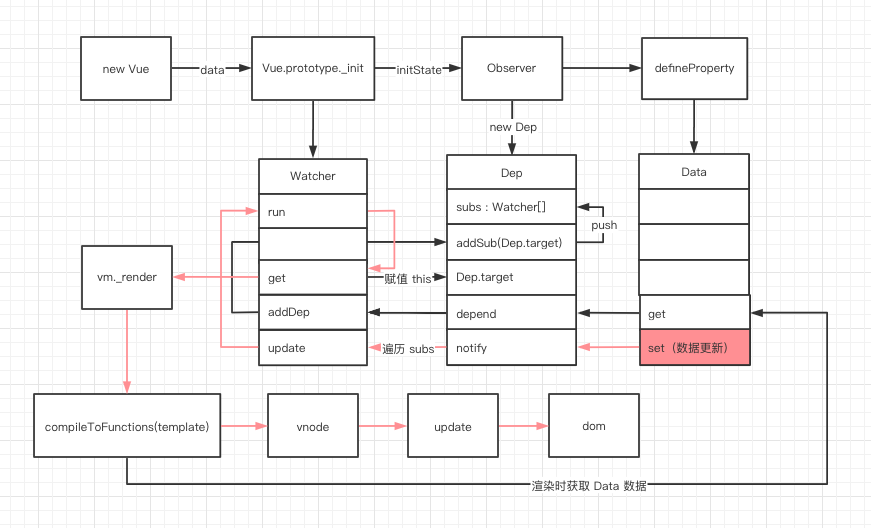 new Vue
data
Vue.prototype._init
initState
Observer
defineProperty
new Dep
Watcher
Dep
Data
run
subs : Watcher[]
push
addSub(Dep.target)
vm._render
get
赋值 this
Dep.target
addDep
depend
get
update
遍历 subs
notify
set（数据更新）
compileToFunctions(template)
vnode
update
dom
渲染时获取 Data 数据